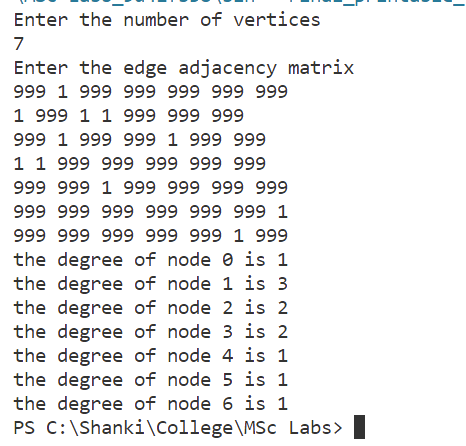 Enter the number of vertices
7
Enter the edge adjacency matrix
999 1 999 999 999 999 999
1 999 1 1 999 999 999
999 1 999 999 1 999 999
1 1 999 999 999 999 999
999 999 1 999 999 999 999
999 999 999 999 999 999 1
999 999 999 999 999 1 999
the degree of node 0 is 1
the degree of node 1 is 3
the degree of node 2 is 2
the degree of node 3 is 2
the degree of node 4 is 1
the degree of node 5 is 1
the degree of node 6 is 1
PS C:\Shanki\College\MSc Labs>